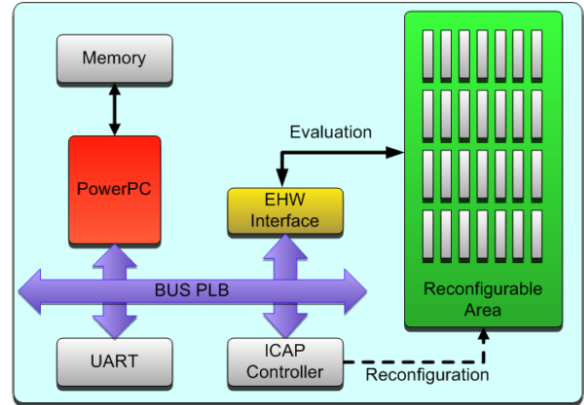 Memory
Evaluation
PowerPC
EHW
Interface
BUS PLB
Reconfigurable
Area
UART
ICAP
Controller
Reconfiguration